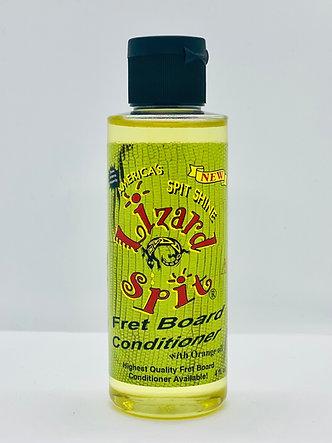 AMERICA'S
SPIT SHINE
NEW
Lizard
Spit®
Fret Board
Conditioner
with Orange oil
Highest Quality Fret Board
Conditioner Available!